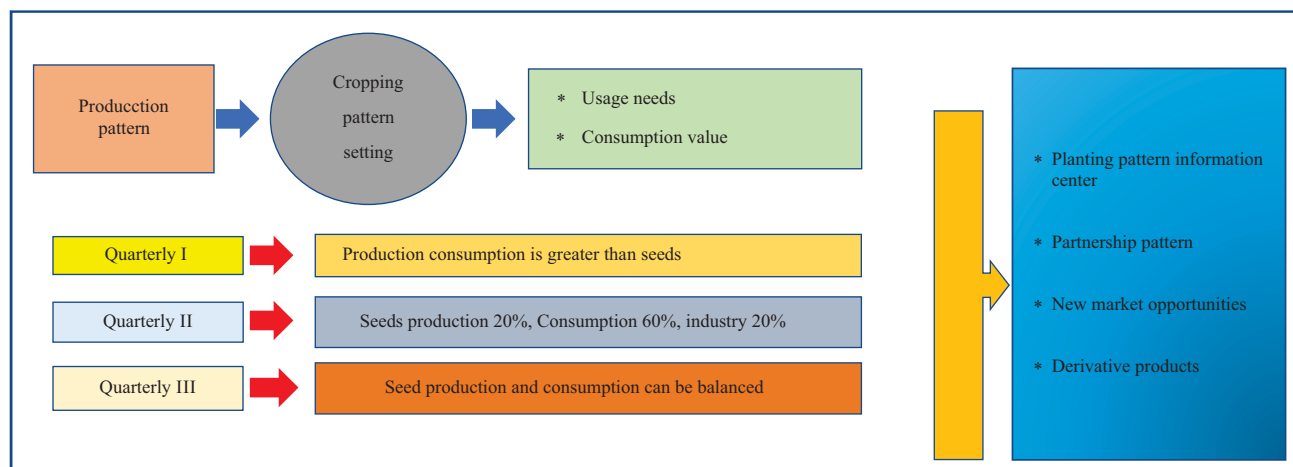 Producction
pattern
Cropping
pattern
setting
* Usage needs
* Consumption value
Quarterly I
Production consumption is greater than seeds
Quarterly II
Seeds production 20%, Consumption 60%, industry 20%
Quarterly III
Seed production and consumption can be balanced
* Planting pattern information
center
* Partnership pattern
* New market opportunities
* Derivative products